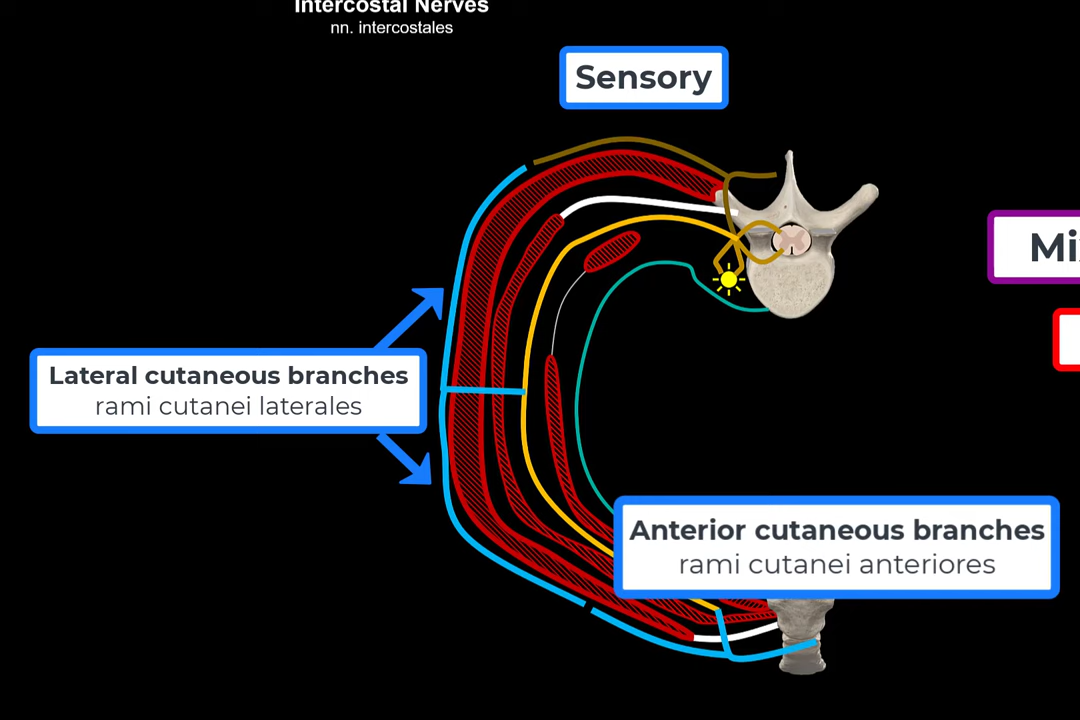 Intercostal Nerves
nn. intercostales
Sensory
Lateral cutaneous branches
rami cutanei laterales
Anterior cutaneous branches
rami cutanei anteriores